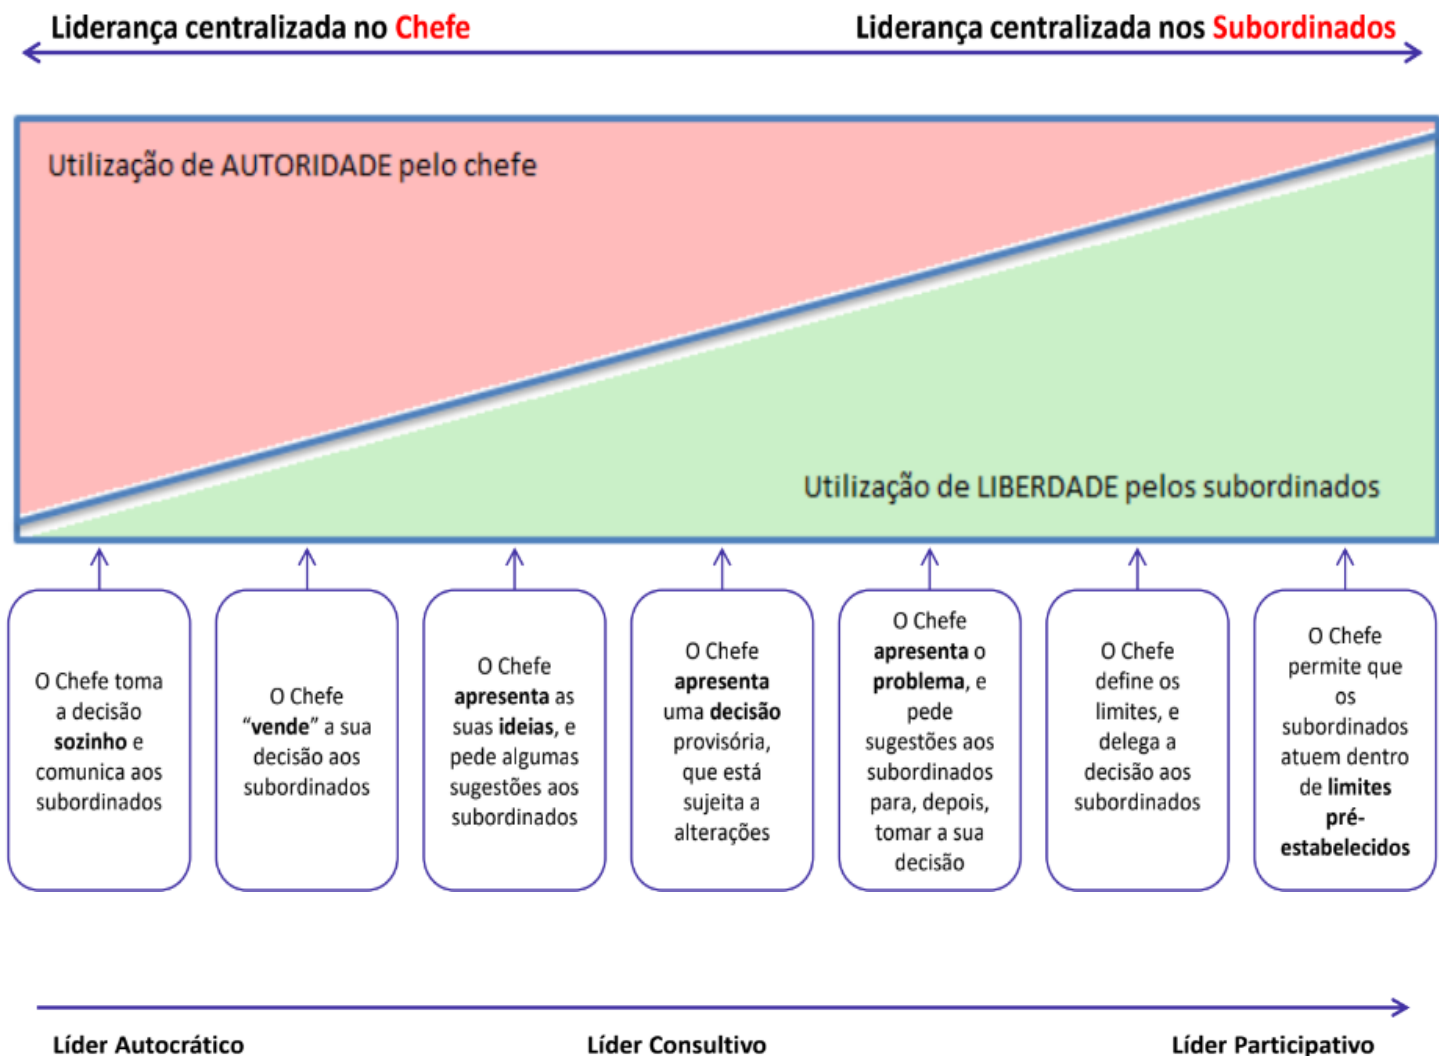 Liderança centralizada no Chefe
Liderança centralizada nos Subordinados
Utilização de AUTORIDADE pelo chefe
Utilização de LIBERDADE pelos subordinados
O Chefe toma
a decisão
sozinho e
comunica aos
subordinados
O Chefe
“vende” a sua
decisão aos
subordinados
O Chefe
apresenta as
suas ideias, e
pede algumas
sugestões aos
subordinados
O Chefe
apresenta
uma decisão
provisória,
que está
sujeita a
alterações
O Chefe
apresenta o
problema, e
pede
sugestões aos
subordinados
para, depois,
tomar a sua
decisão
O Chefe
define os
limites, e
delega a
decisão aos
subordinados
O Chefe
permite que
os
subordinados
atuem dentro
de limites
pré-
estabelecidos
Líder Autocrático
Líder Consultivo
Líder Participativo